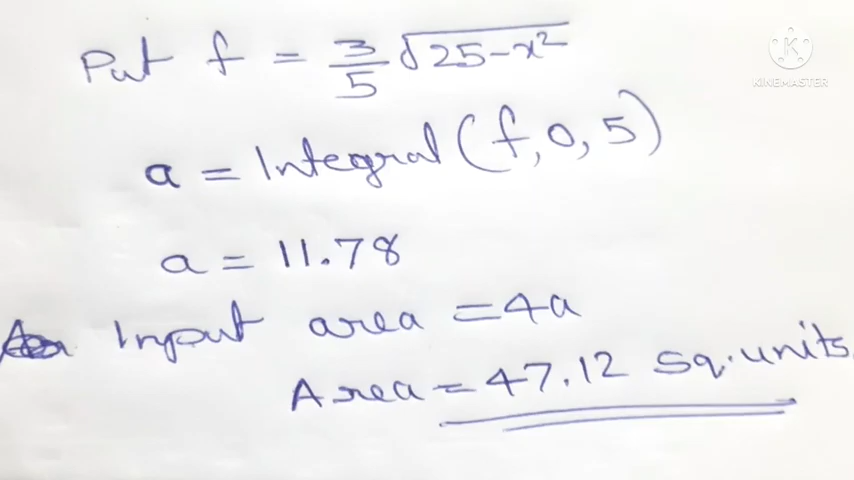 Put f = 3/5 √25-x²
K
KINEMASTER
a = Integral (f, 0, 5)
a = 11.78
Input area = 4a
Area = 47.12 sq.units.